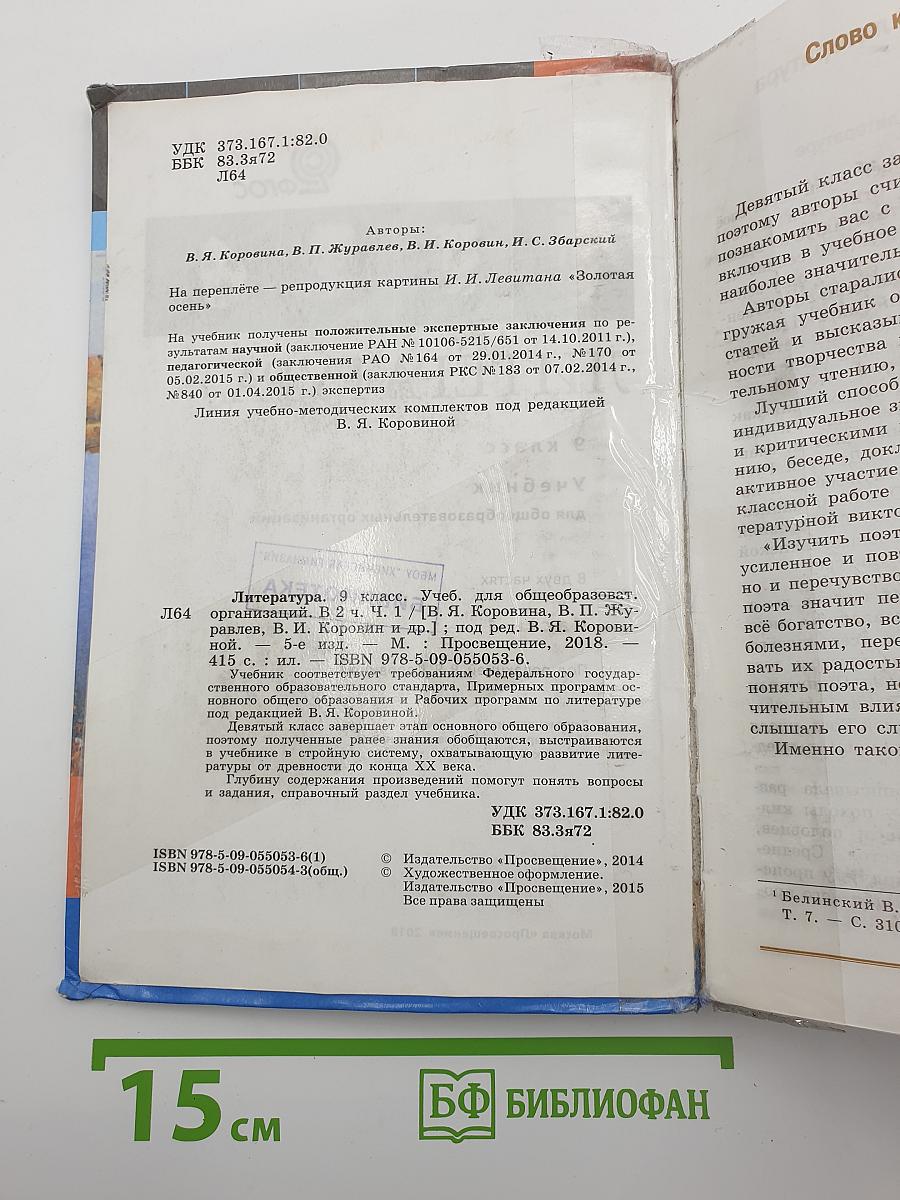 УДК 373.167.1:82.0
ББК 83.3я72
Л64
Авторы:
В. Я. Коровина, В. П. Журавлев, В. И. Коровин, И. С. Збарский
На переплёте — репродукция картины И. И. Левитана «Золотая
осень»
На учебник получены положительные экспертные заключения по ре-
зультатам научной (заключение РАН № 10106-5215/651 от 14.10.2011 г.),
педагогической (заключения РАО № 164 от 29.01.2014 г., № 170 от
05.02.2015 г.) и общественной (заключения РКС № 183 от 07.02.2014 г.,
№ 840 от 01.04.2015 г.) экспертиз
Линия учебно-методических комплектов под редакцией
В. Я. Коровиной
Литература. 9 класс. Учеб. для общеобразоват.
Л64 организаций. В 2 ч. Ч. 1 / [В. Я. Коровина, В. П. Жу-
равлев, В. И. Коровин и др.] ; под ред. В. Я. Корови-
ной. — 5-е изд. — М. : Просвещение, 2018. —
415 с. : ил. — ISBN 978-5-09-055053-6.
Учебник соответствует требованиям Федерального государ-
ственного образовательного стандарта, Примерных программ ос-
новного общего образования и Рабочих программ по литературе
под редакцией В. Я. Коровиной.
Девятый класс завершает этап основного общего образования,
поэтому полученные ранее знания обобщаются, выстраиваются
в учебнике в стройную систему, охватывающую развитие лите-
ратуры от древности до конца XX века.
Глубину содержания произведений помогут понять вопросы
и задания, справочный раздел учебника.
УДК 373.167.1:82.0
ББК 83.3я72
ISBN 978-5-09-055053-6(1)
ISBN 978-5-09-055054-3(общ.)
© Издательство «Просвещение», 2014
© Художественное оформление.
Издательство «Просвещение», 2015
Все права защищены
Слово к
Девятый класс за
поэтому авторы счи
познакомить вас с
включив в учебное
наиболее значитель
Авторы старалис
гружая учебник о
статей и высказы
ности творчества
тельному чтению,
Лучший способ
индивидуальное з
и критическими
нию, беседе, докл
активное участие
классной работе
тературной викто
«Изучить поэт
усиленное и повт
но и перечувство
поэта значит пе
всё богатство, вс
болезнями, пере
вать их радость
понять поэта, н
чительным влия
слышать его сл
Именно тако
¹ Белинский В.
Т. 7. — С. 310
15 см
БФ БИБЛИОФАН